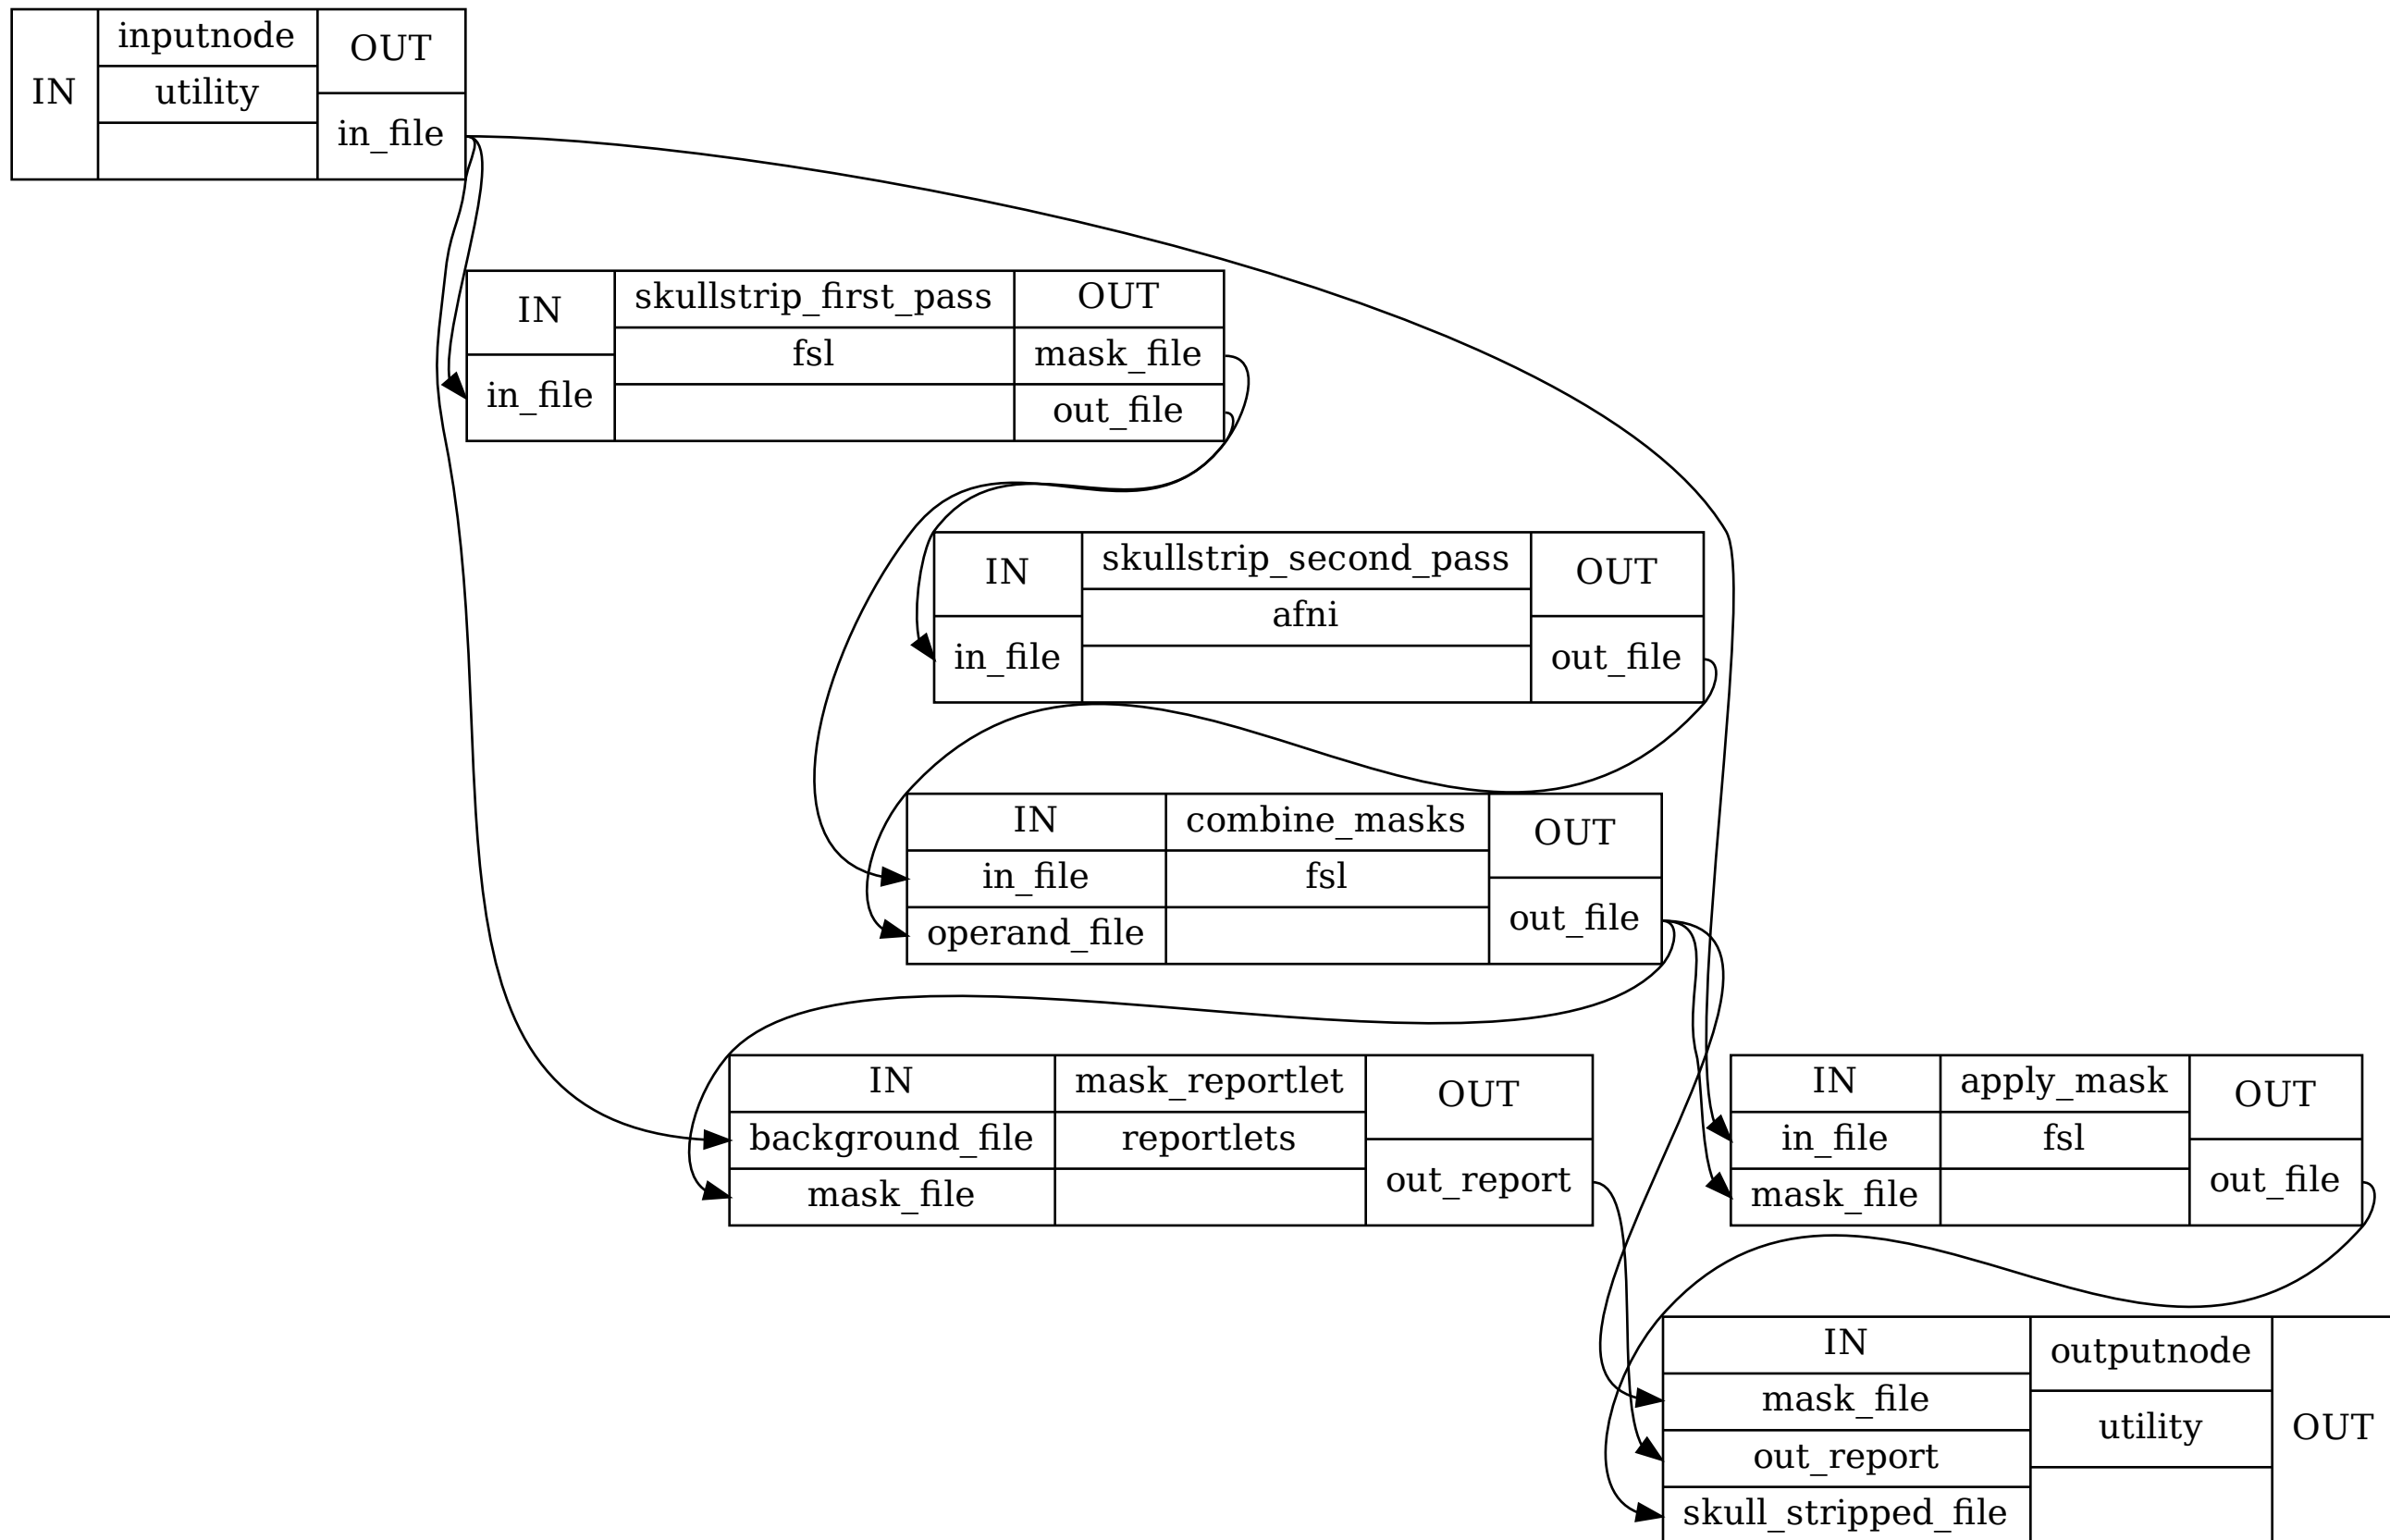 IN
inputnode
utility
OUT
in_file
IN
in_file
skullstrip_first_pass
fsl
OUT
mask_file
out_file
IN
in_file
skullstrip_second_pass
afni
OUT
out_file
IN
in_file
operand_file
combine_masks
fsl
OUT
out_file
IN
background_file
mask_file
mask_reportlet
reportlets
OUT
out_report
IN
in_file
mask_file
apply_mask
fsl
OUT
out_file
IN
mask_file
out_report
skull_stripped_file
outputnode
utility
OUT